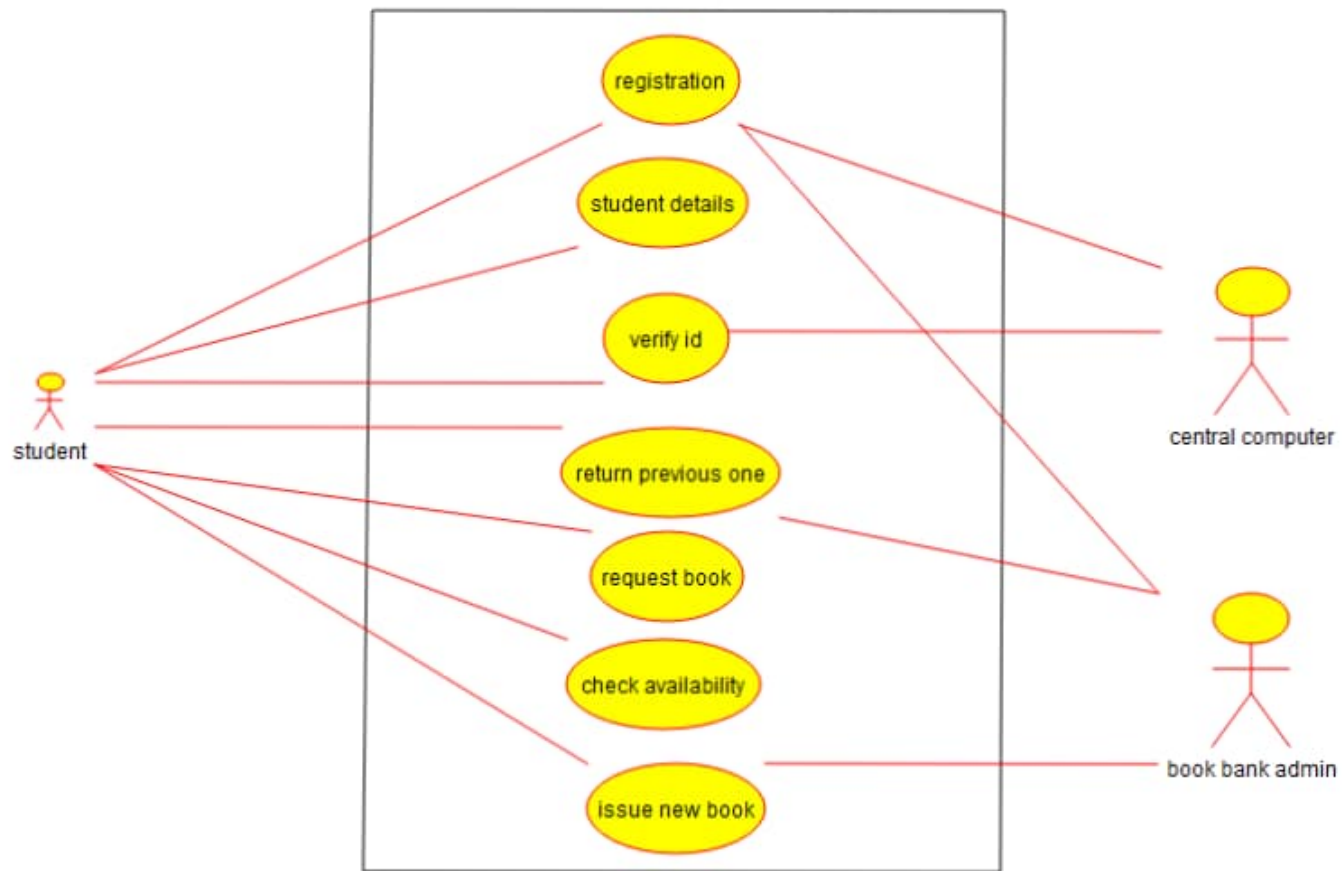 registration
student details
verify id
student
central computer
return previous one
request book
check availability
book bank admin
issue new book